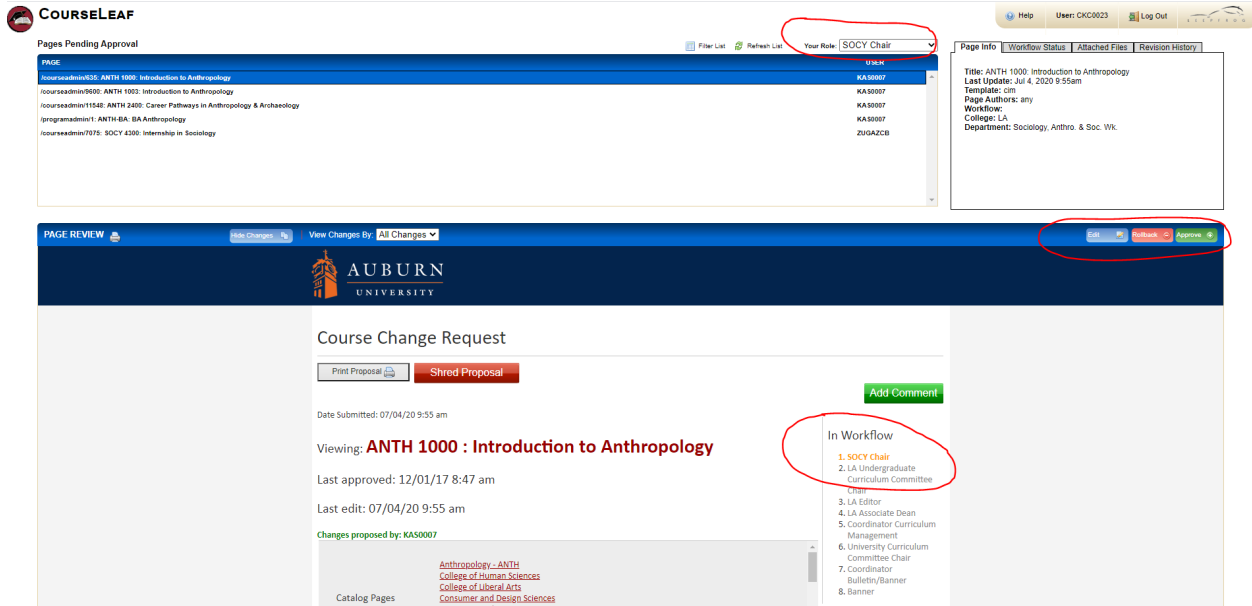 COURSELEAF
Help User: CKC0023 Log Out
Pages Pending Approval
Filter List Refresh List Your Role: SOCY Chair
PAGE USER
/courseadmin/635: ANTH 1000: Introduction to Anthropology KAS0007
/courseadmin/9600: ANTH 1003: Introduction to Anthropology KAS0007
/courseadmin/11548: ANTH 2400: Career Pathways in Anthropology & Archaeology KAS0007
/programadmin/1: ANTH-BA: BA Anthropology KAS0007
/courseadmin/7075: SOCY 4300: Internship in Sociology ZUGAZCB
Page Info Workflow Status Attached Files Revision History
Title: ANTH 1000: Introduction to Anthropology
Last Update: Jul 4, 2020 9:55am
Template: cim
Page Authors: any
Workflow:
College: LA
Department: Sociology, Anthro. & Soc. Wk.
PAGE REVIEW Hide Changes View Changes By: All Changes Edit Rollback Approve
AUBURN
UNIVERSITY
Course Change Request
Print Proposal Shred Proposal
Add Comment
Date Submitted: 07/04/20 9:55 am
Viewing: ANTH 1000 : Introduction to Anthropology
Last approved: 12/01/17 8:47 am
Last edit: 07/04/20 9:55 am
Changes proposed by: KAS0007
Catalog Pages
Anthropology - ANTH
College of Human Sciences
College of Liberal Arts
Consumer and Design Sciences
In Workflow
1. SOCY Chair
2. LA Undergraduate
Curriculum Committee
Chair
3. LA Editor
4. LA Associate Dean
5. Coordinator Curriculum
Management
6. University Curriculum
Committee Chair
7. Coordinator
Bulletin/Banner
8. Banner